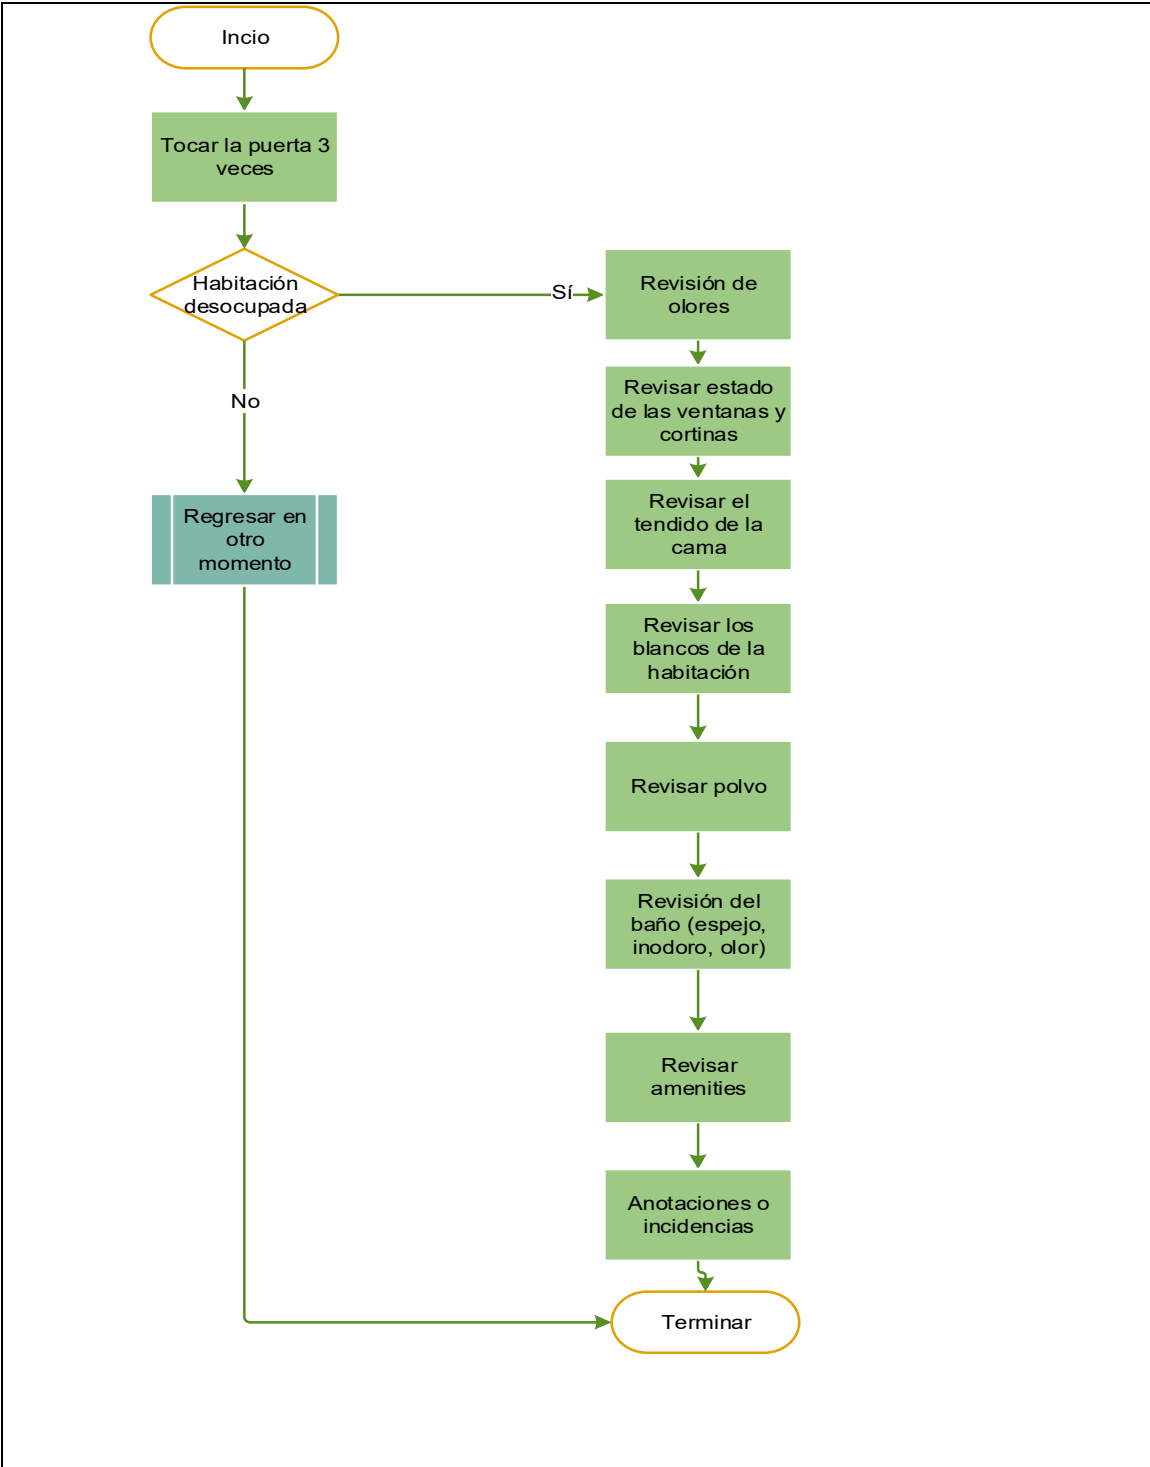 Incio
Tocar la puerta 3
veces
Habitación
desocupada
Sí
No
Regresar en
otro
momento
Revisión de
olores
Revisar estado
de las ventanas y
cortinas
Revisar el
tendido de la
cama
Revisar los
blancos de la
habitación
Revisar polvo
Revisión del
baño (espejo,
inodoro, olor)
Revisar
amenities
Anotaciones o
incidencias
Terminar